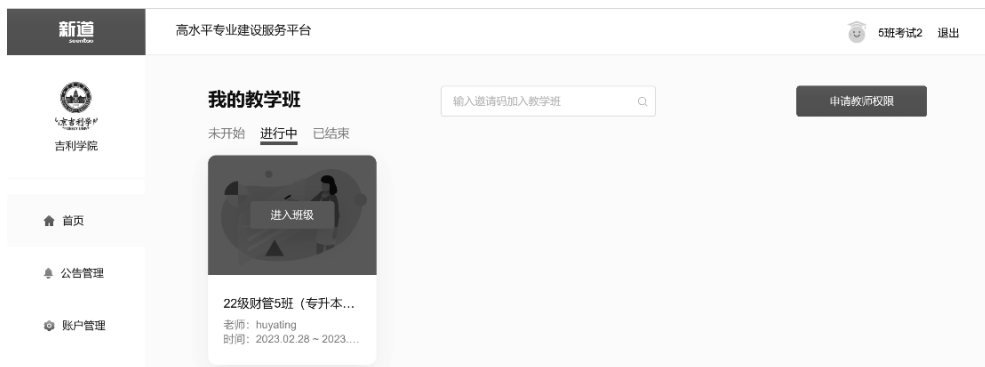 新道
seentao
高水平专业建设服务平台
5班考试2 退出
吉利学院
首页
公告管理
账户管理
我的教学班
输入邀请码加入教学班
申请教师权限
未开始 进行中 已结束
进入班级
22级财管5班（专升本...
老师：huyating
时间：2023.02.28 ~ 2023....